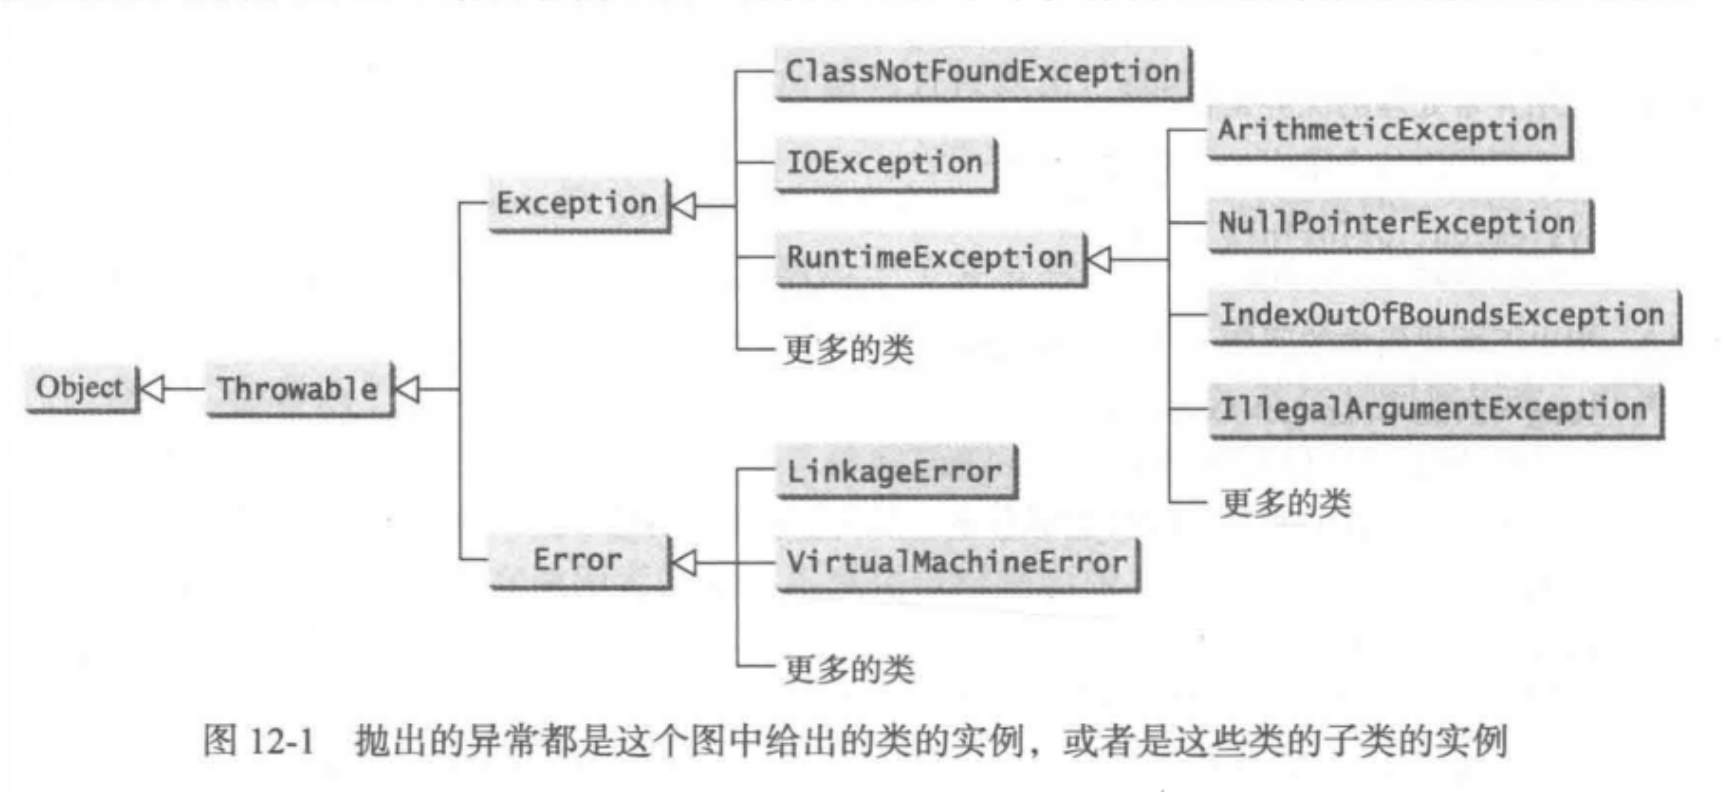 ClassNotFoundException
ArithmeticException
IOException
Exception
NullPointerException
RuntimeException
IndexOutOfBoundsException
更多的类
Object
Throwable
IllegalArgumentException
LinkageError
更多的类
Error
VirtualMachineError
更多的类
图 12-1 抛出的异常都是这个图中给出的类的实例，或者是这些类的子类的实例